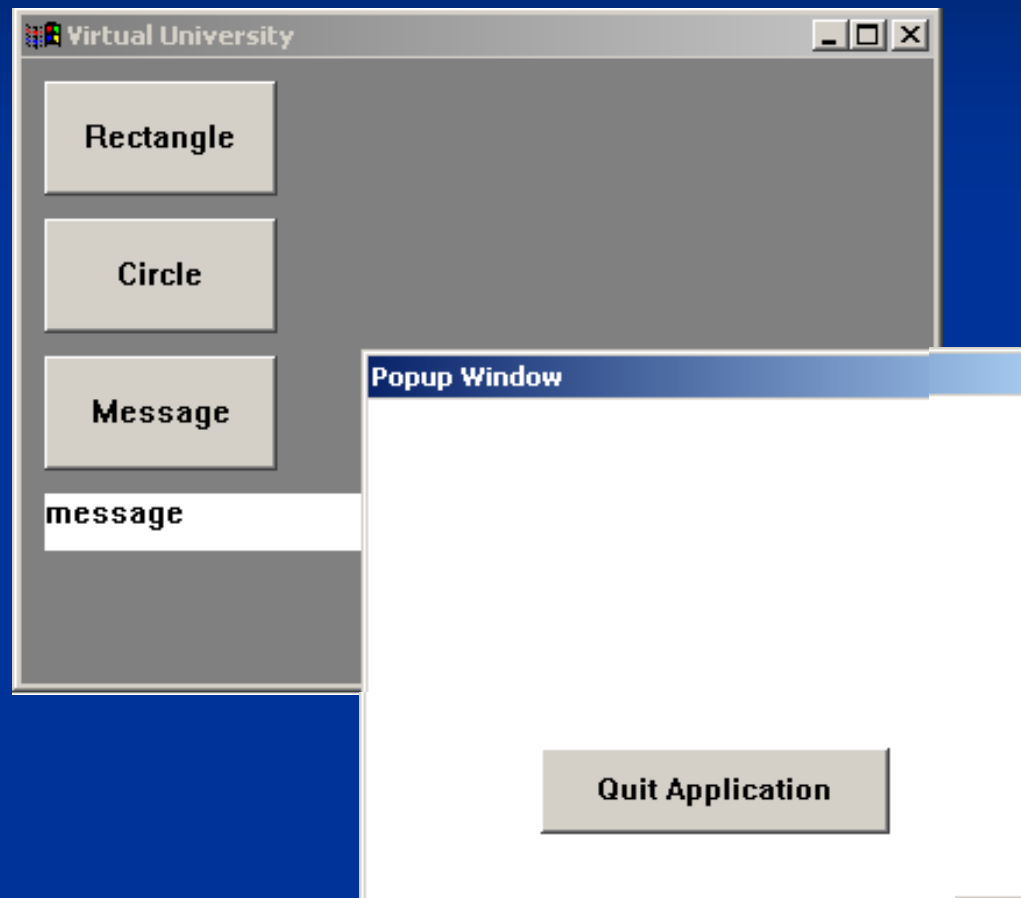 Virtual University
Rectangle
Circle
Message
message
Popup Window
Quit Application